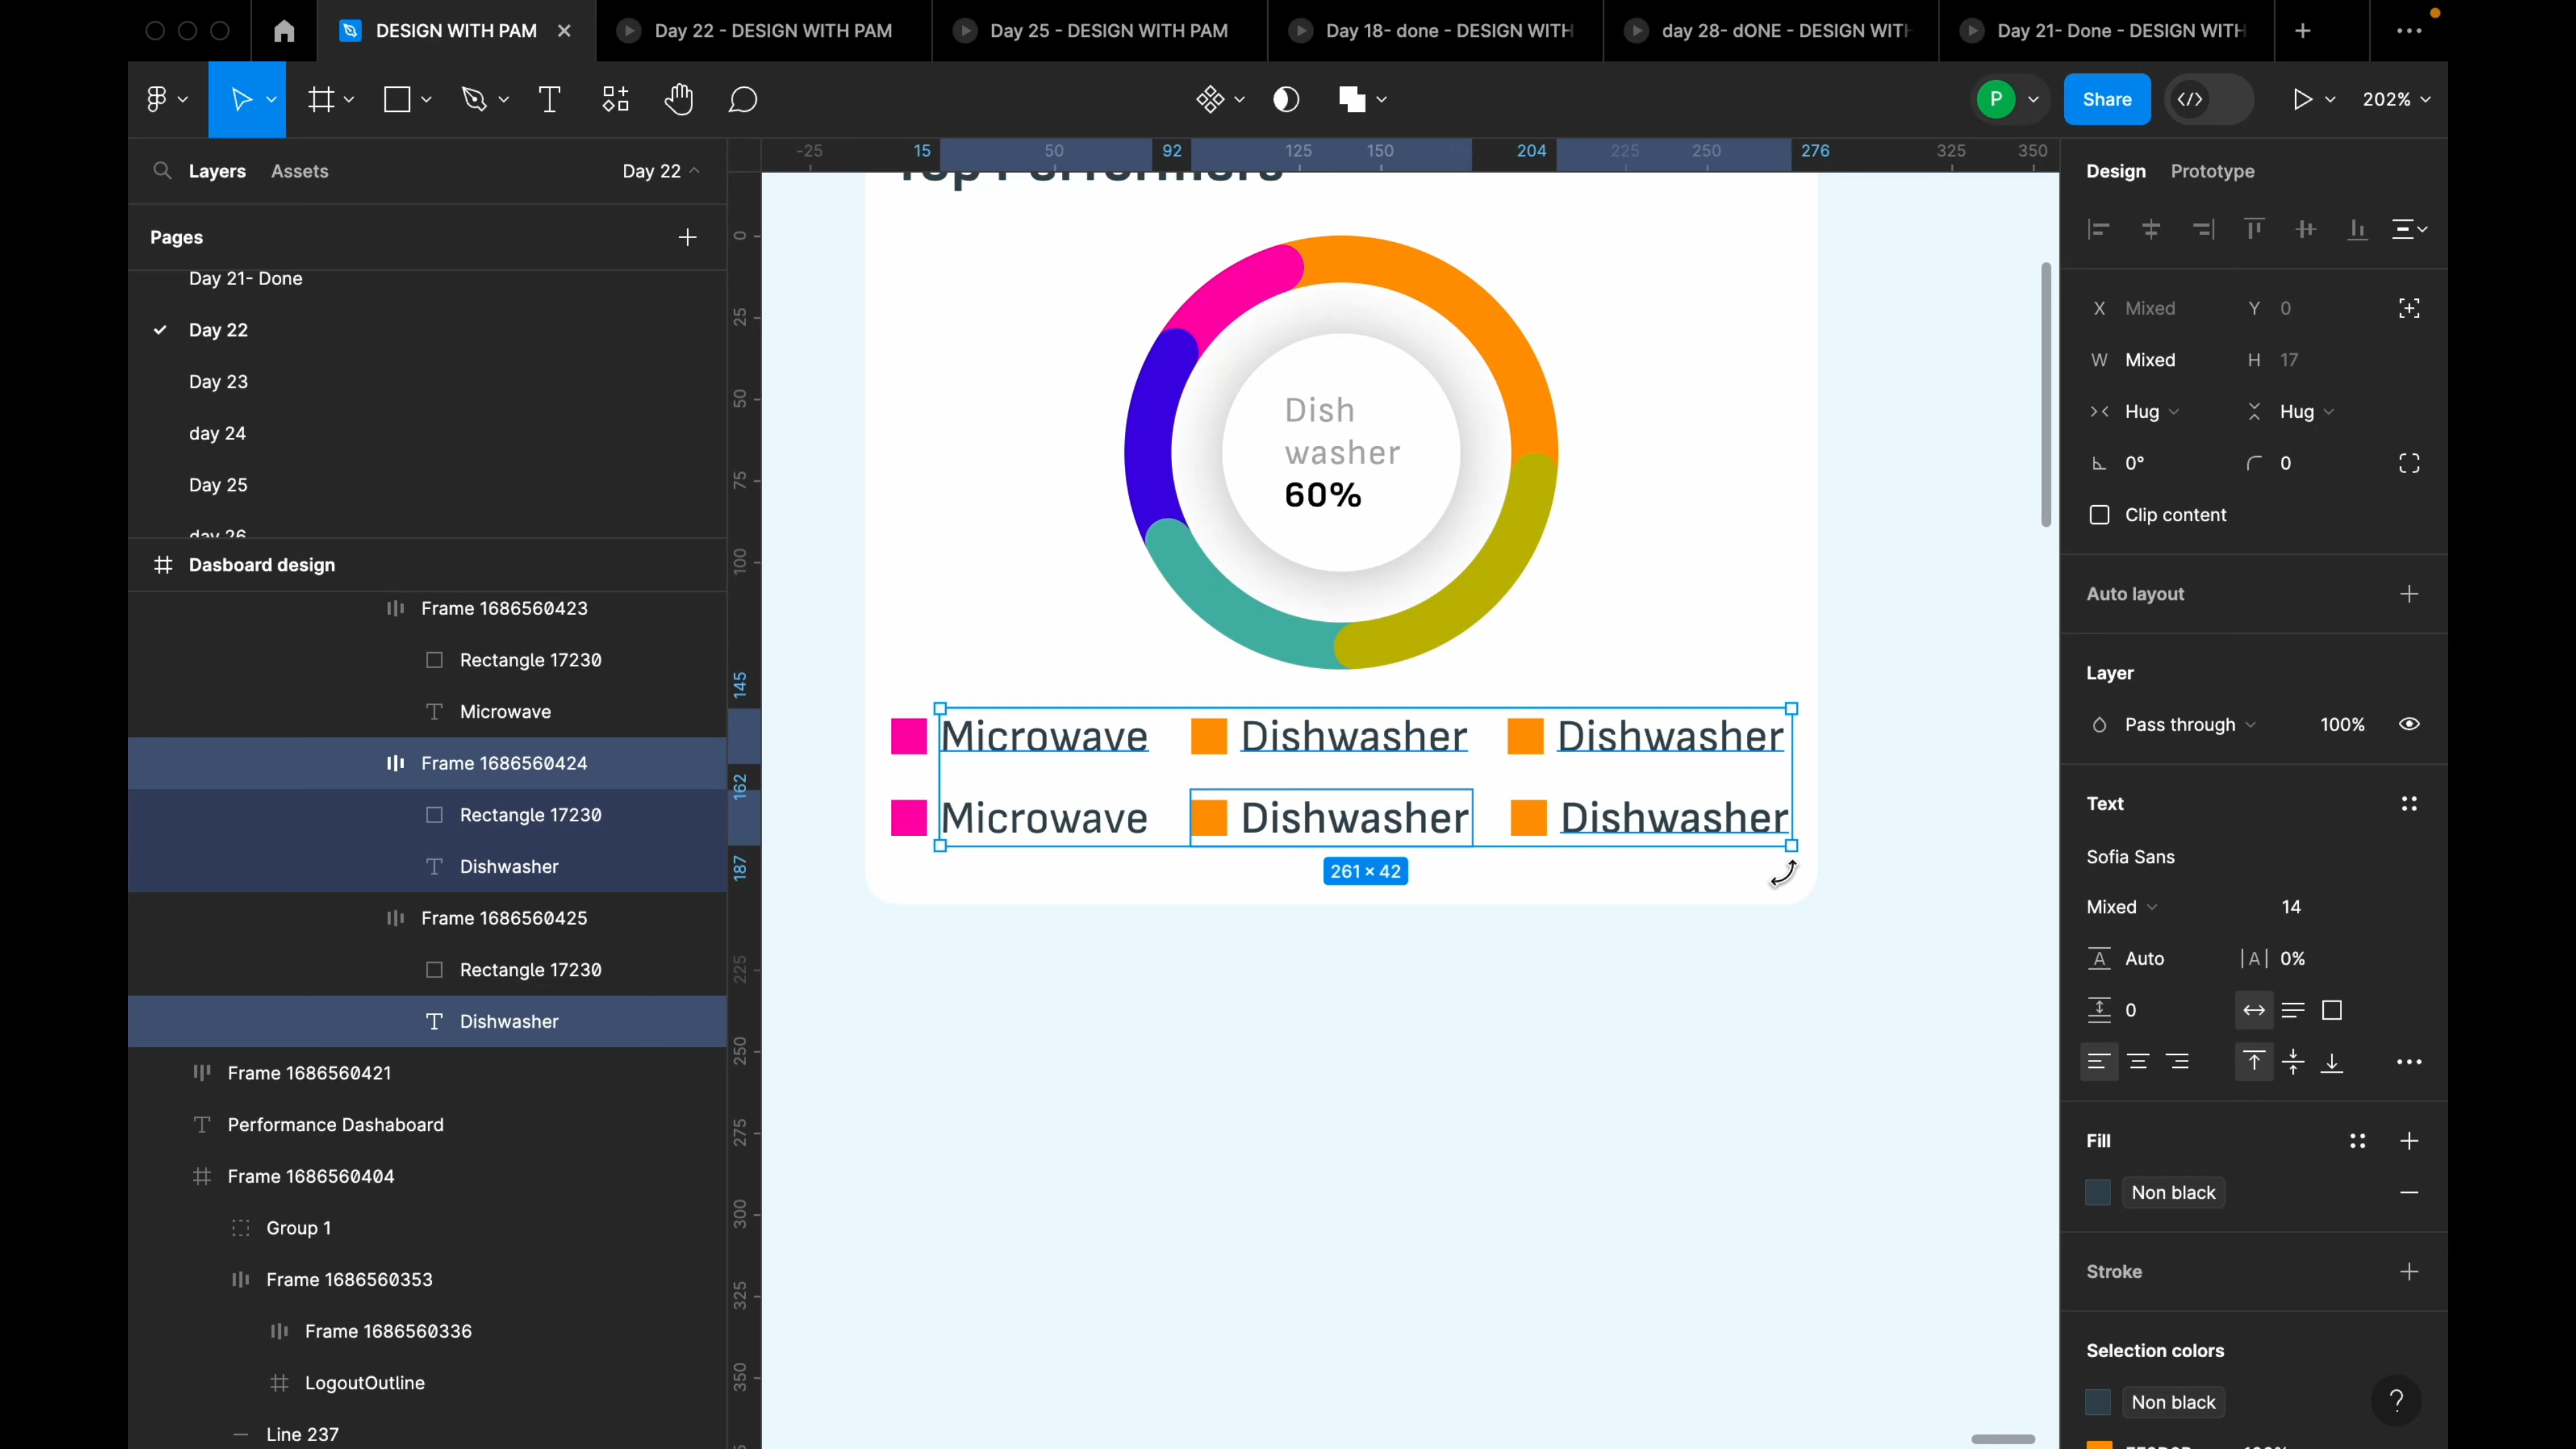 DESIGN WITH PAM
Day 22 - DESIGN WITH PAM
Day 25 - DESIGN WITH PAM
Day 18- done - DESIGN WITH
day 28- dONE - DESIGN WITH
Day 21- Done - DESIGN WITH
P
Share
202%
Layers
Assets
Day 22
Pages
Day 21- Done
Day 22
Day 23
day 24
Day 25
day 26
Dasboard design
Frame 1686560423
Rectangle 17230
Microwave
Frame 1686560424
Rectangle 17230
Dishwasher
Frame 1686560425
Rectangle 17230
Dishwasher
Frame 1686560421
Performance Dashaboard
Frame 1686560404
Group 1
Frame 1686560353
Frame 1686560336
LogoutOutline
Line 237
-25 15 50 92 125 150 204 225 250 276 325 350
0
25
50
75
100
145
162
187
225
250
275
300
325
350
Top Performers
Dish
washer
60%
Microwave Dishwasher Dishwasher
Microwave Dishwasher Dishwasher
261 × 42
Design
Prototype
X Mixed Y 0
W Mixed H 17
Hug Hug
0° 0
Clip content
Auto layout
Layer
Pass through 100%
Text
Sofia Sans
Mixed 14
A Auto |A| 0%
0
Fill
Non black
Stroke
Selection colors
Non black
?